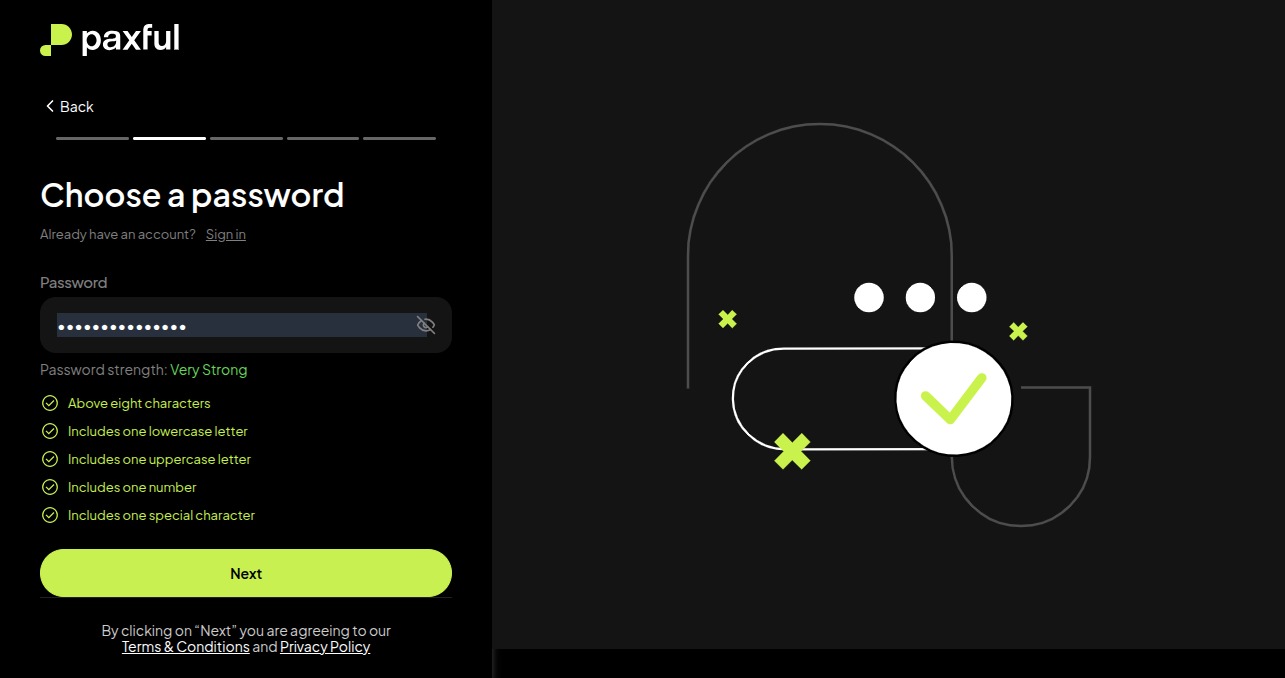 paxful
Back
Choose a password
Already have an account? Sign in
Password
•••••••••••••••
Password strength: Very Strong
Above eight characters
Includes one lowercase letter
Includes one uppercase letter
Includes one number
Includes one special character
Next
By clicking on “Next” you are agreeing to our
Terms & Conditions and Privacy Policy